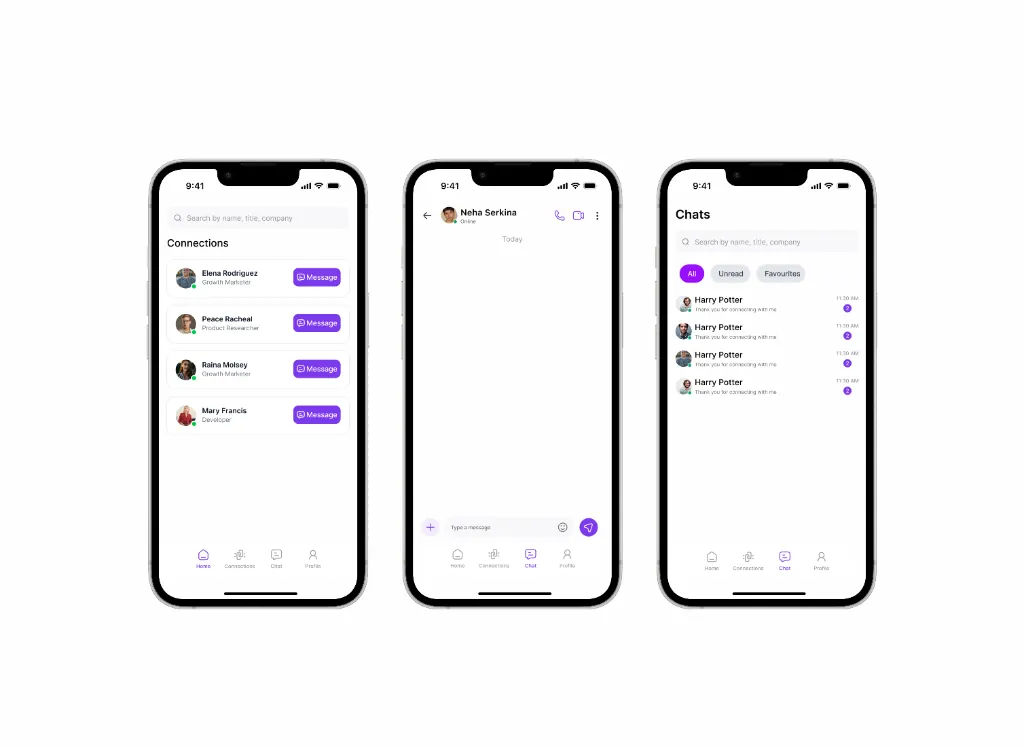 9:41
Search by name, title, company
Connections
Elena Rodriguez
Growth Marketer
Message
Peace Racheal
Product Researcher
Message
Raina Molsey
Growth Marketer
Message
Mary Francis
Developer
Message
Home Connections Chat Profile
9:41
Neha Serkina
Online
Today
Type a message
Home Connections Chat Profile
9:41
Chats
Search by name, title, company
All Unread Favourites
Harry Potter 11:30 AM
Thank you for connecting with me 2
Harry Potter 11:30 AM
Thank you for connecting with me 2
Harry Potter 11:30 AM
Thank you for connecting with me 2
Harry Potter 11:30 AM
Thank you for connecting with me 2
Home Connections Chat Profile